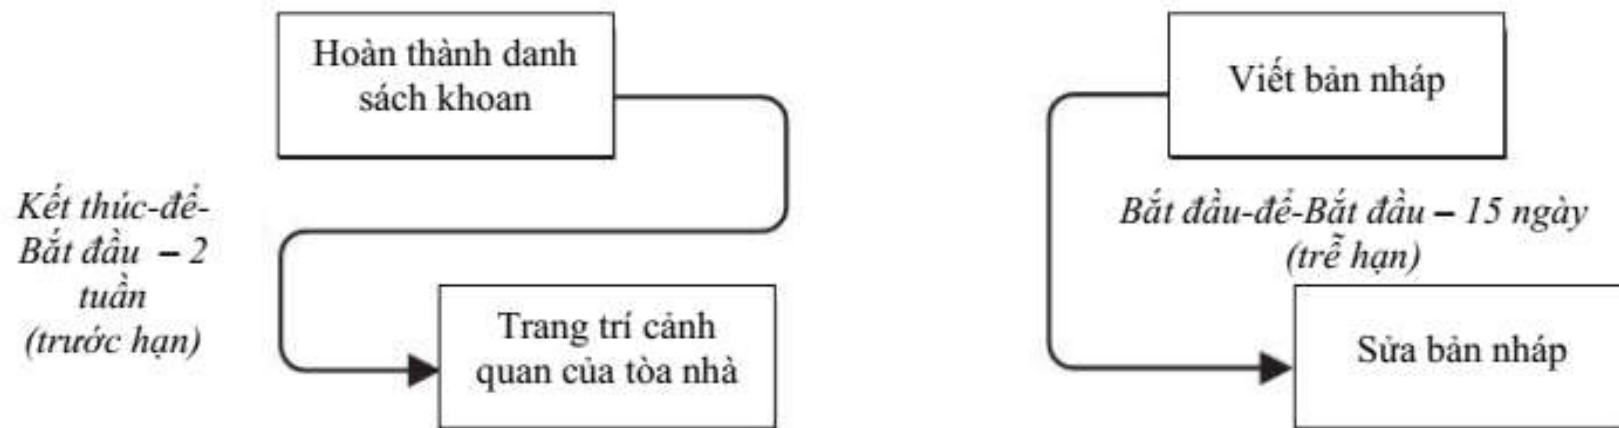 Hoàn thành danh
sách khoan
Viết bản nháp
Kết thúc-để-
Bắt đầu – 2
tuần
(trước hạn)
Bắt đầu-để-Bắt đầu – 15 ngày
(trễ hạn)
Trang trí cảnh
quan của tòa nhà
Sửa bản nháp